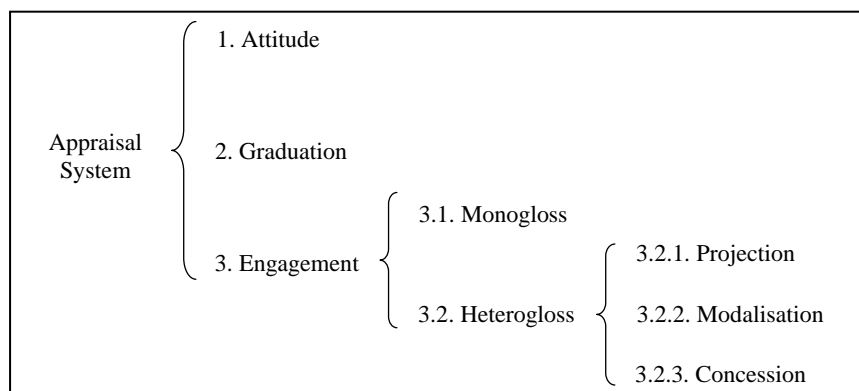 1. Attitude
Appraisal
System
2. Graduation
3.1. Monogloss
3. Engagement
3.2.1. Projection
3.2. Heterogloss
3.2.2. Modalisation
3.2.3. Concession